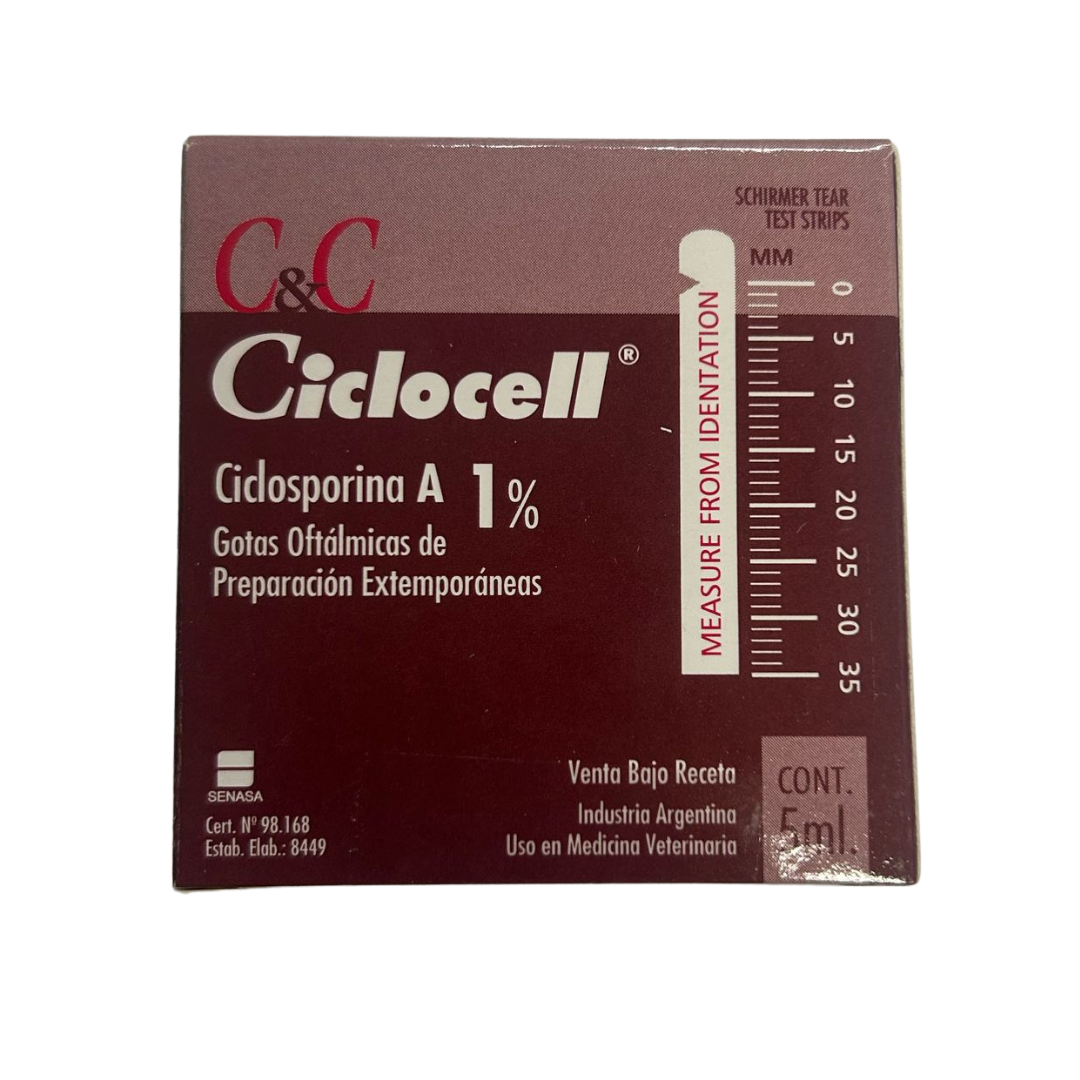 C&C
Ciclocell®
Ciclosporina A 1%
Gotas Oftálmicas de
Preparación Extemporáneas
SCHIRMER TEAR
TEST STRIPS
MM
MEASURE FROM IDENTATION
0
5
10
15
20
25
30
35
SENASA
Cert. Nº 98.168
Estab. Elab.: 8449
Venta Bajo Receta
Industria Argentina
Uso en Medicina Veterinaria
CONT.
5ml.